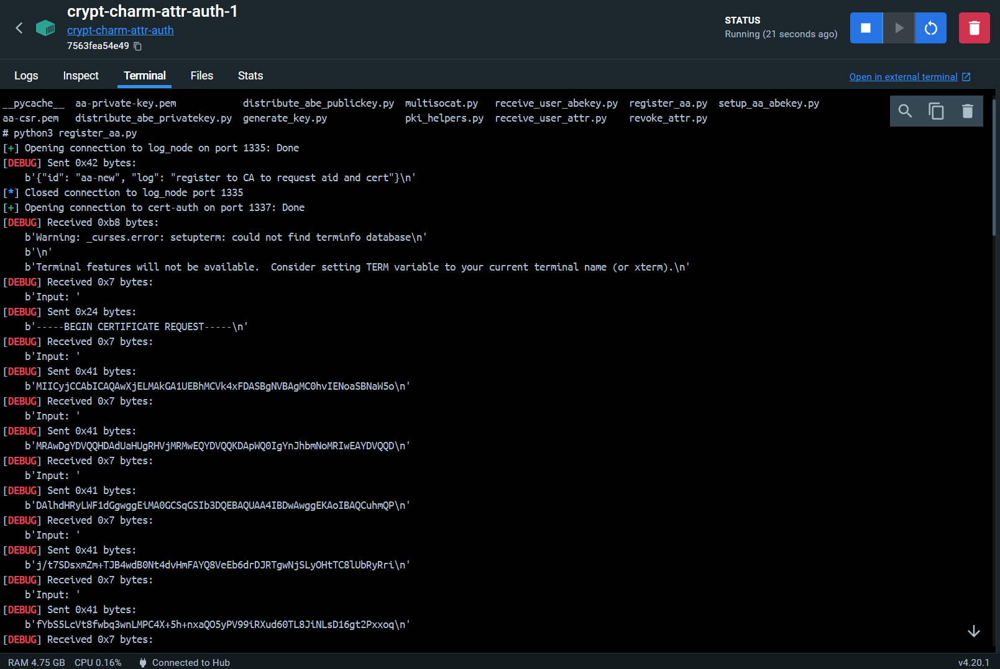 crypt-charm-attr-auth-1
crypt-charm-attr-auth
7563fea54e49
STATUS
Running (21 seconds ago)
Logs Inspect Terminal Files Stats
Open in external terminal
__pycache__  aa-private-key.pem            distribute_abe_publickey.py  multisocat.py   receive_user_abekey.py  register_aa.py  setup_aa_abekey.py
aa-csr.pem   distribute_abe_privatekey.py  generate_key.py              pki_helpers.py  receive_user_attr.py    revoke_attr.py
# python3 register_aa.py
[+] Opening connection to log_node on port 1335: Done
[DEBUG] Sent 0x42 bytes:
    b'{"id": "aa-new", "log": "register to CA to request aid and cert"}\n'
[*] Closed connection to log_node port 1335
[+] Opening connection to cert-auth on port 1337: Done
[DEBUG] Received 0xb8 bytes:
    b'Warning: _curses.error: setupterm: could not find terminfo database\n'
    b'\n'
    b'Terminal features will not be available.  Consider setting TERM variable to your current terminal name (or xterm).\n'
[DEBUG] Received 0x7 bytes:
    b'Input: '
[DEBUG] Sent 0x24 bytes:
    b'-----BEGIN CERTIFICATE REQUEST-----\n'
[DEBUG] Received 0x7 bytes:
    b'Input: '
[DEBUG] Sent 0x41 bytes:
    b'MIICyjCCAbICAQAwXjELMAkGA1UEBhMCVk4xFDASBgNVBAgMC0hvIENoaSBNaW5o\n'
[DEBUG] Received 0x7 bytes:
    b'Input: '
[DEBUG] Sent 0x41 bytes:
    b'MRAwDgYDVQQHDAdUaHUgRHVjMRMwEQYDVQQKDApWQ0IgYnJhbmNoMRIwEAYDVQQD\n'
[DEBUG] Received 0x7 bytes:
    b'Input: '
[DEBUG] Sent 0x41 bytes:
    b'DAlhdHRyLWF1dGgwggEiMA0GCSqGSIb3DQEBAQUAA4IBDwAwggEKAoIBAQCuhmQP\n'
[DEBUG] Received 0x7 bytes:
    b'Input: '
[DEBUG] Sent 0x41 bytes:
    b'j/t7SDsxmZm+TJB4wdB0Nt4dvHmFAYQ8VeEb6drDJRTgwNjSLyOHtTC8lUbRyRri\n'
[DEBUG] Received 0x7 bytes:
    b'Input: '
[DEBUG] Sent 0x41 bytes:
    b'fYbS5LcVt8fwbq3wnLMPC4X+5h+nxaQO5yPV99iRXud60TL8JiNLsD16gt2Pxxoq\n'
[DEBUG] Received 0x7 bytes:
RAM 4.75 GB CPU 0.16% Connected to Hub v4.20.1